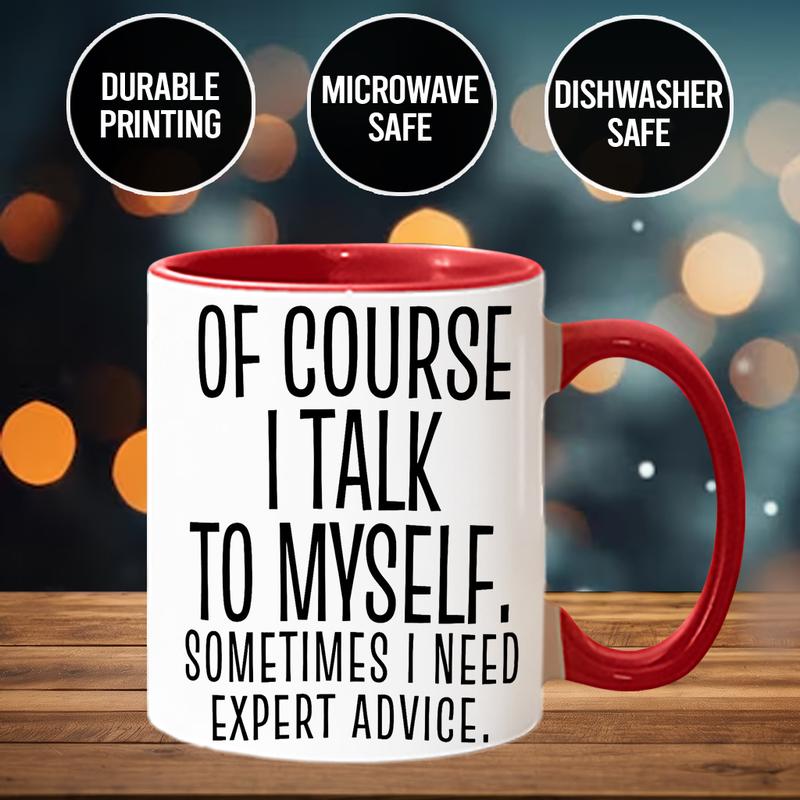 DURABLE
PRINTING
MICROWAVE
SAFE
DISHWASHER
SAFE
OF COURSE
I TALK
TO MYSELF.
SOMETIMES I NEED
EXPERT ADVICE.